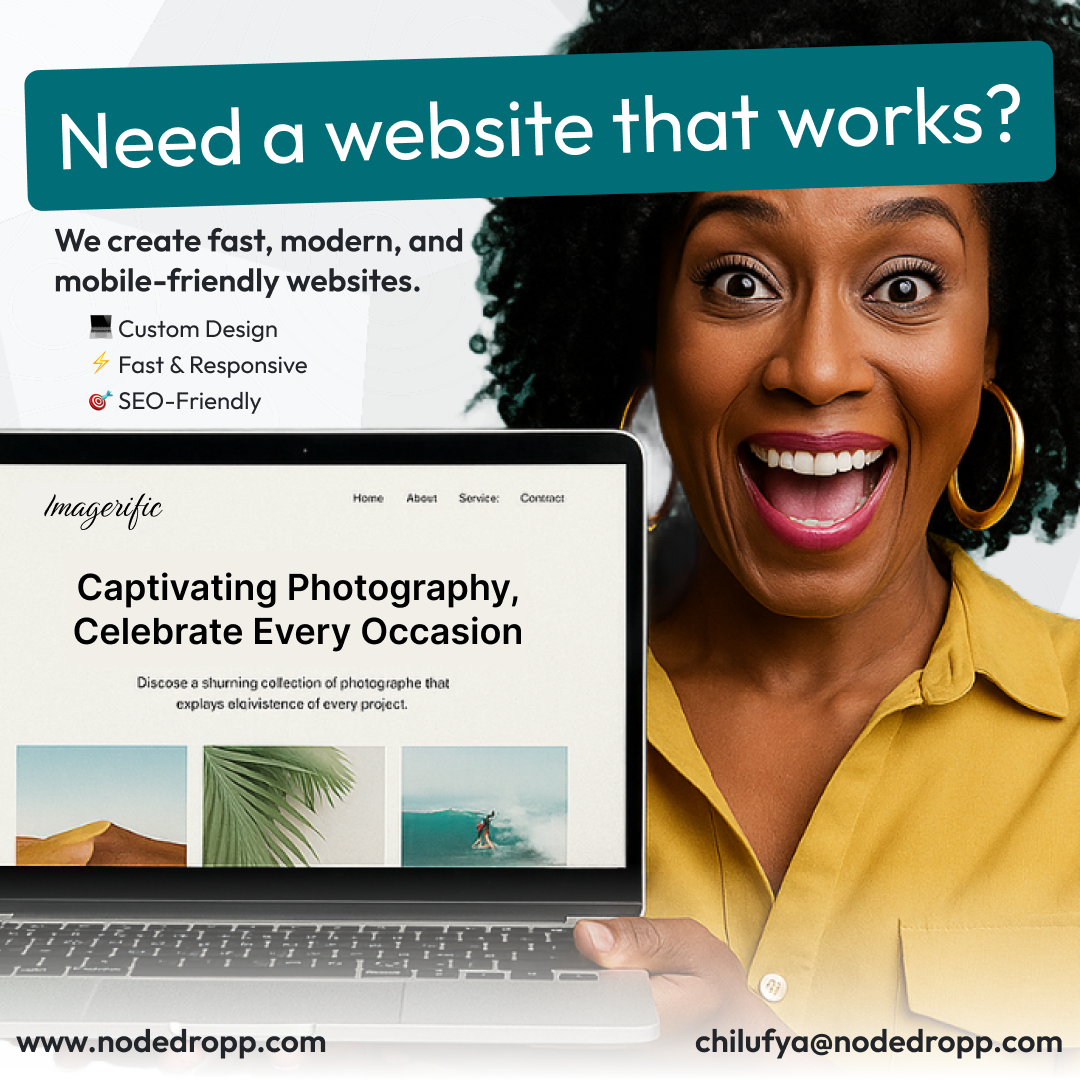 Need a website that works?
We create fast, modern, and
mobile-friendly websites.
💻 Custom Design
⚡ Fast & Responsive
🎯 SEO-Friendly
Imagerific
Home About Service: Contract
Captivating Photography,
Celebrate Every Occasion
Discose a shurning collection of photographe that
explays elqivistence of every project.
www.nodedropp.com
chilufya@nodedropp.com